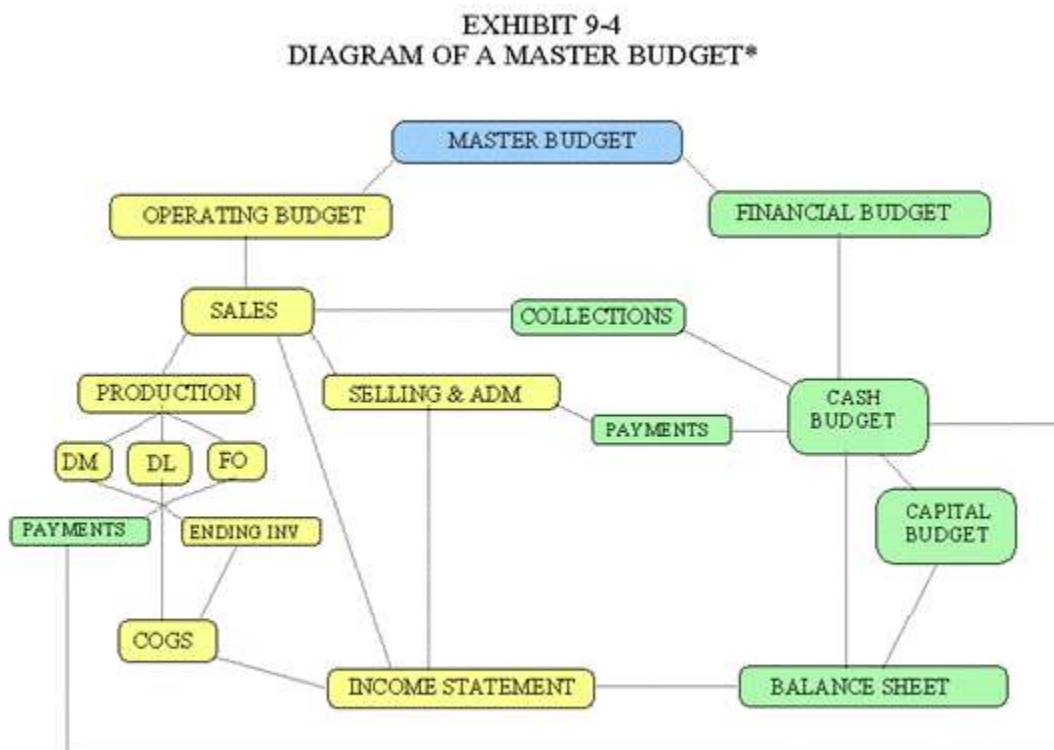 EXHIBIT 9-4
DIAGRAM OF A MASTER BUDGET*
MASTER BUDGET
OPERATING BUDGET
FINANCIAL BUDGET
SALES
COLLECTIONS
PRODUCTION
SELLING & ADM
CASH
BUDGET
PAYMENTS
DM
DL
FO
CAPITAL
BUDGET
PAYMENTS
ENDING INV
COGS
INCOME STATEMENT
BALANCE SHEET